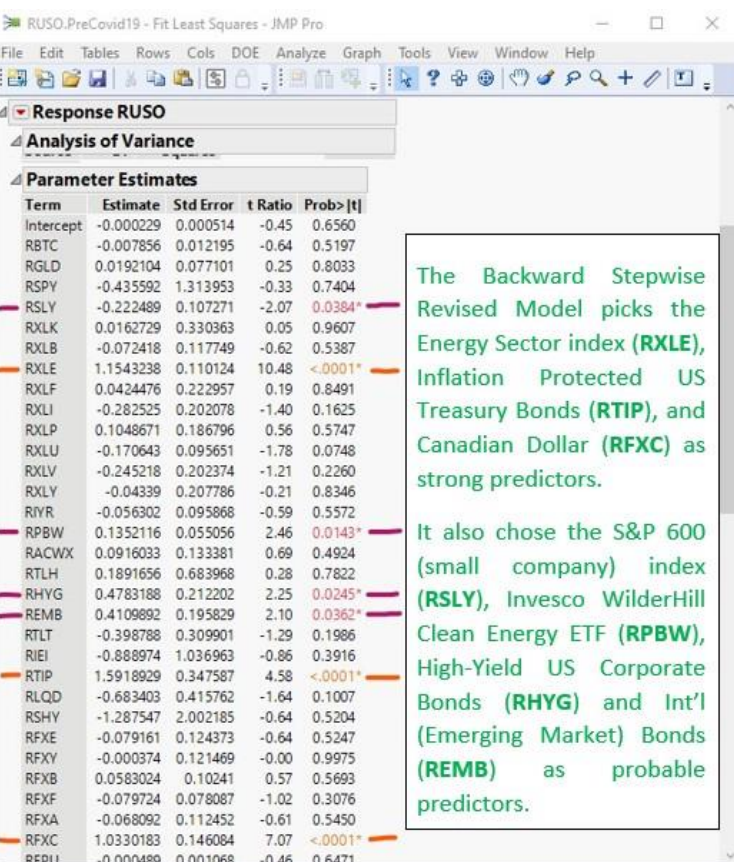 RUSO.PreCovid19 - Fit Least Squares - JMP Pro
File Edit Tables Rows Cols DOE Analyze Graph Tools View Window Help
Response RUSO
Analysis of Variance
Parameter Estimates
Term Estimate Std Error t Ratio Prob>|t|
Intercept -0.000229 0.000514 -0.45 0.6560
RBTC -0.007856 0.012195 -0.64 0.5197
RGLD 0.0192104 0.077101 0.25 0.8033
RSPY -0.435592 1.313953 -0.33 0.7404
RSLY -0.222489 0.107271 -2.07 0.0384*
RXLK 0.0162729 0.330363 0.05 0.9607
RXLB -0.072418 0.117749 -0.62 0.5387
RXLE 1.1543238 0.110124 10.48 <.0001*
RXLF 0.0424476 0.222957 0.19 0.8491
RXLI -0.282525 0.202078 -1.40 0.1625
RXLP 0.1048671 0.186796 0.56 0.5747
RXLU -0.170643 0.095651 -1.78 0.0748
RXLV -0.245218 0.202374 -1.21 0.2260
RXLY -0.04339 0.207786 -0.21 0.8346
RIYR -0.056302 0.095868 -0.59 0.5572
RPBW 0.1352116 0.055056 2.46 0.0143*
RACWX 0.0916033 0.133381 0.69 0.4924
RTLH 0.1891656 0.683968 0.28 0.7822
RHYG 0.4783188 0.212202 2.25 0.0245*
REMB 0.4109892 0.195829 2.10 0.0362*
RTLT -0.398788 0.309901 -1.29 0.1986
RIEI -0.888974 1.036963 -0.86 0.3916
RTIP 1.5918929 0.347587 4.58 <.0001*
RLQD -0.683403 0.415762 -1.64 0.1007
RSHY -1.287547 2.002185 -0.64 0.5204
RFXE -0.079161 0.124373 -0.64 0.5247
RFXY -0.000374 0.121469 -0.00 0.9975
RFXB 0.0583024 0.10241 0.57 0.5693
RFXF -0.079724 0.078087 -1.02 0.3076
RFXA -0.068092 0.112452 -0.61 0.5450
RFXC 1.0330183 0.146084 7.07 <.0001*
REPU -0.000489 0.001068 -0.46 0.6471
The Backward Stepwise
Revised Model picks the
Energy Sector index (RXLE),
Inflation Protected US
Treasury Bonds (RTIP), and
Canadian Dollar (RFXC) as
strong predictors.
It also chose the S&P 600
(small company) index
(RSLY), Invesco WilderHill
Clean Energy ETF (RPBW),
High-Yield US Corporate
Bonds (RHYG) and Int'l
(Emerging Market) Bonds
(REMB) as probable
predictors.